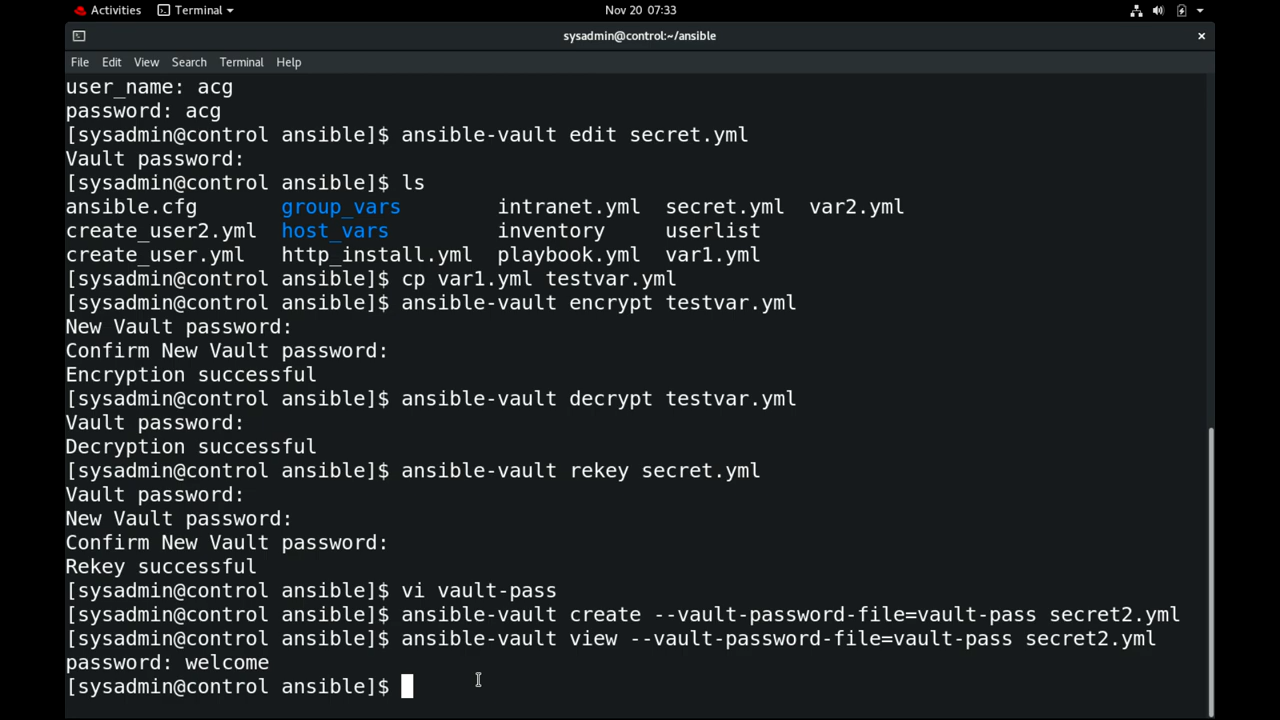 Activities Terminal Nov 20 07:33
sysadmin@control:~/ansible
File Edit View Search Terminal Help
user_name: acg
password: acg
[sysadmin@control ansible]$ ansible-vault edit secret.yml
Vault password:
[sysadmin@control ansible]$ ls
ansible.cfg group_vars intranet.yml secret.yml var2.yml
create_user2.yml host_vars inventory userlist
create_user.yml http_install.yml playbook.yml var1.yml
[sysadmin@control ansible]$ cp var1.yml testvar.yml
[sysadmin@control ansible]$ ansible-vault encrypt testvar.yml
New Vault password:
Confirm New Vault password:
Encryption successful
[sysadmin@control ansible]$ ansible-vault decrypt testvar.yml
Vault password:
Decryption successful
[sysadmin@control ansible]$ ansible-vault rekey secret.yml
Vault password:
New Vault password:
Confirm New Vault password:
Rekey successful
[sysadmin@control ansible]$ vi vault-pass
[sysadmin@control ansible]$ ansible-vault create --vault-password-file=vault-pass secret2.yml
[sysadmin@control ansible]$ ansible-vault view --vault-password-file=vault-pass secret2.yml
password: welcome
[sysadmin@control ansible]$